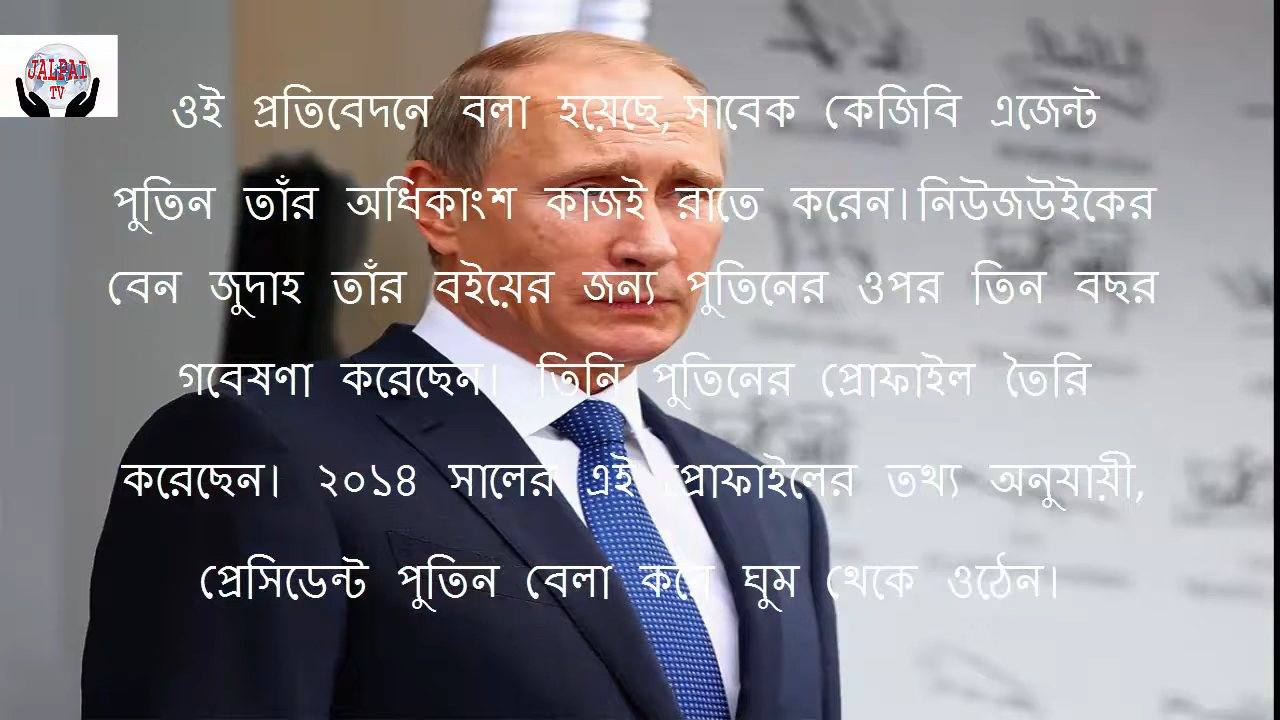 JALPAI
TV
ওই প্রতিবেদনে বলা হয়েছে, সাবেক কেজিবি এজেন্ট
পুতিন তাঁর অধিকাংশ কাজই রাতে করেন। নিউজউইকের
বেন জুদাহ তাঁর বইয়ের জন্য পুতিনের ওপর তিন বছর
গবেষণা করেছেন। তিনি পুতিনের প্রোফাইল তৈরি
করেছেন। ২০১৪ সালের এই প্রোফাইলের তথ্য অনুযায়ী,
প্রেসিডেন্ট পুতিন বেলা করে ঘুম থেকে ওঠেন।